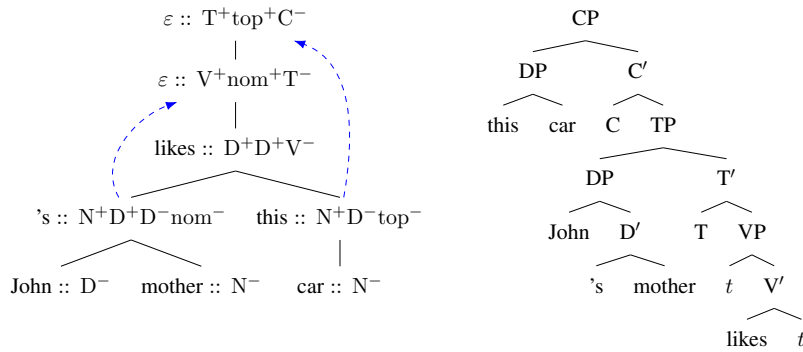 ε :: T⁺top⁺C⁻
ε :: V⁺nom⁺T⁻
likes :: D⁺D⁺V⁻
's :: N⁺D⁺D⁻nom⁻ this :: N⁺D⁻top⁻
John :: D⁻ mother :: N⁻ car :: N⁻
CP
DP C′
this car C TP
DP T′
John D′ T VP
's mother t V′
likes t